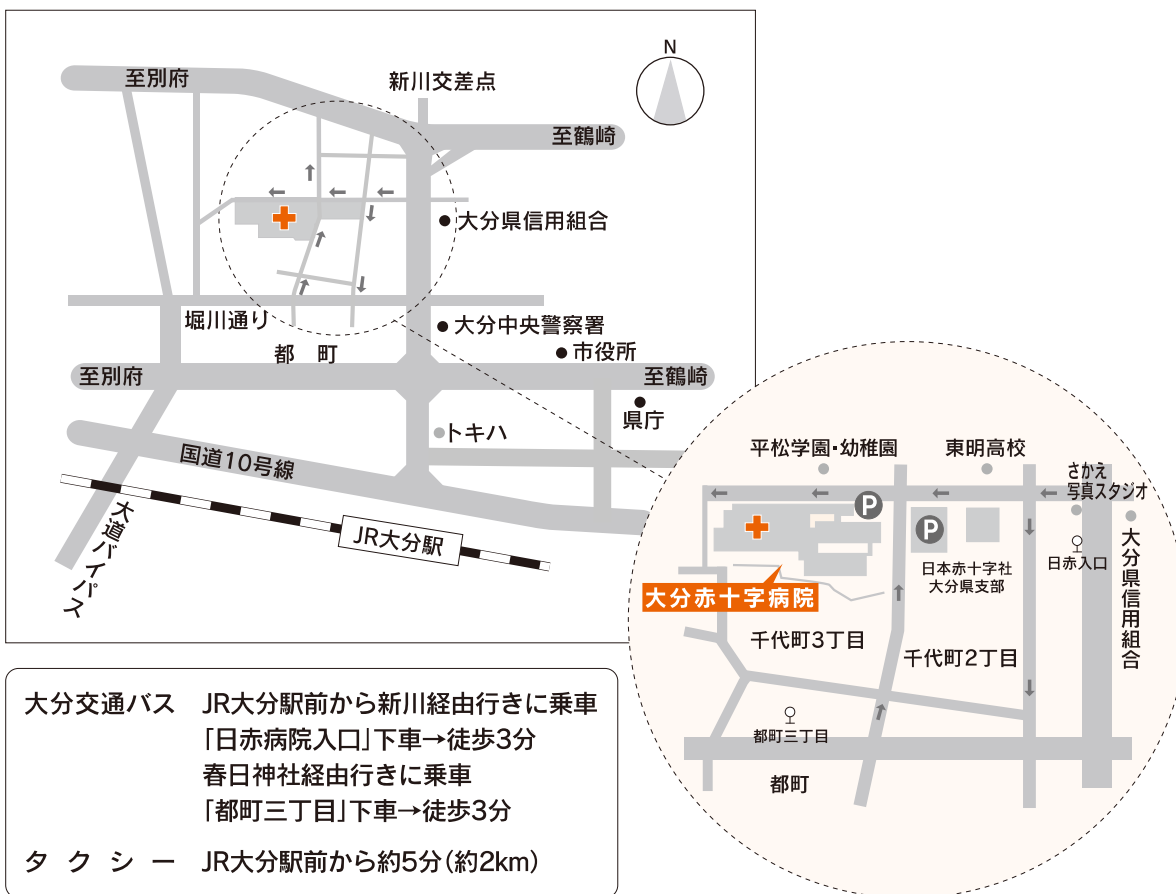 N
至別府
新川交差点
至鶴崎
大分県信用組合
堀川通り
大分中央警察署
都 町
市役所
至別府
至鶴崎
県庁
トキハ
国道10号線
大道バイパス
JR大分駅
平松学園・幼稚園
東明高校
さかえ
写真スタジオ
P
P
日赤入口
大分県信用組合
日本赤十字社
大分県支部
大分赤十字病院
千代町3丁目
千代町2丁目
都町三丁目
都町
大分交通バス JR大分駅前から新川経由行きに乗車
「日赤病院入口」下車→徒歩3分
春日神社経由行きに乗車
「都町三丁目」下車→徒歩3分
タクシー JR大分駅前から約5分(約2km)